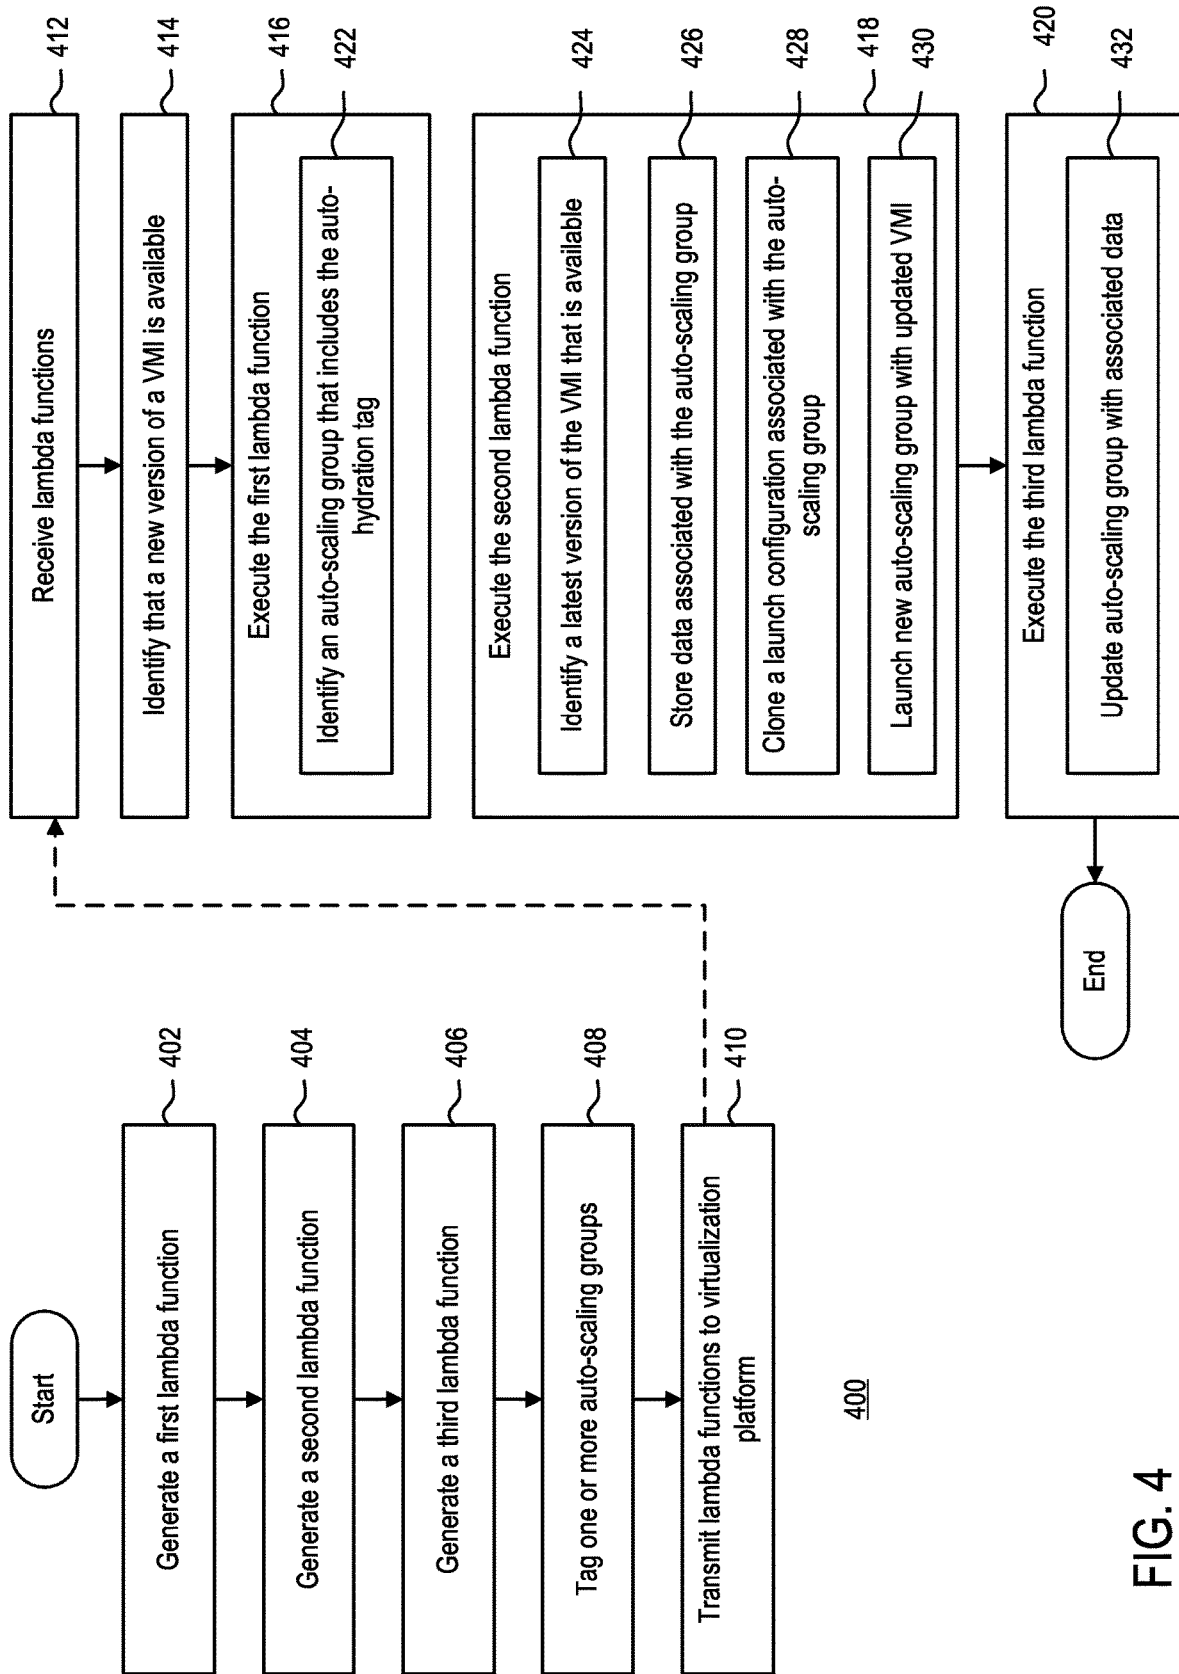 Start
Generate a first lambda function
402
Generate a second lambda function
404
Generate a third lambda function
406
Tag one or more auto-scaling groups
408
Transmit lambda functions to virtualization
platform
410
400
Receive lambda functions
412
Identify that a new version of a VMI is available
414
Execute the first lambda function
416
Identify an auto-scaling group that includes the auto-
hydration tag
422
Execute the second lambda function
Identify a latest version of the VMI that is available
424
Store data associated with the auto-scaling group
426
Clone a launch configuration associated with the auto-
scaling group
428
418
Launch new auto-scaling group with updated VMI
430
Execute the third lambda function
420
Update auto-scaling group with associated data
432
End
FIG. 4